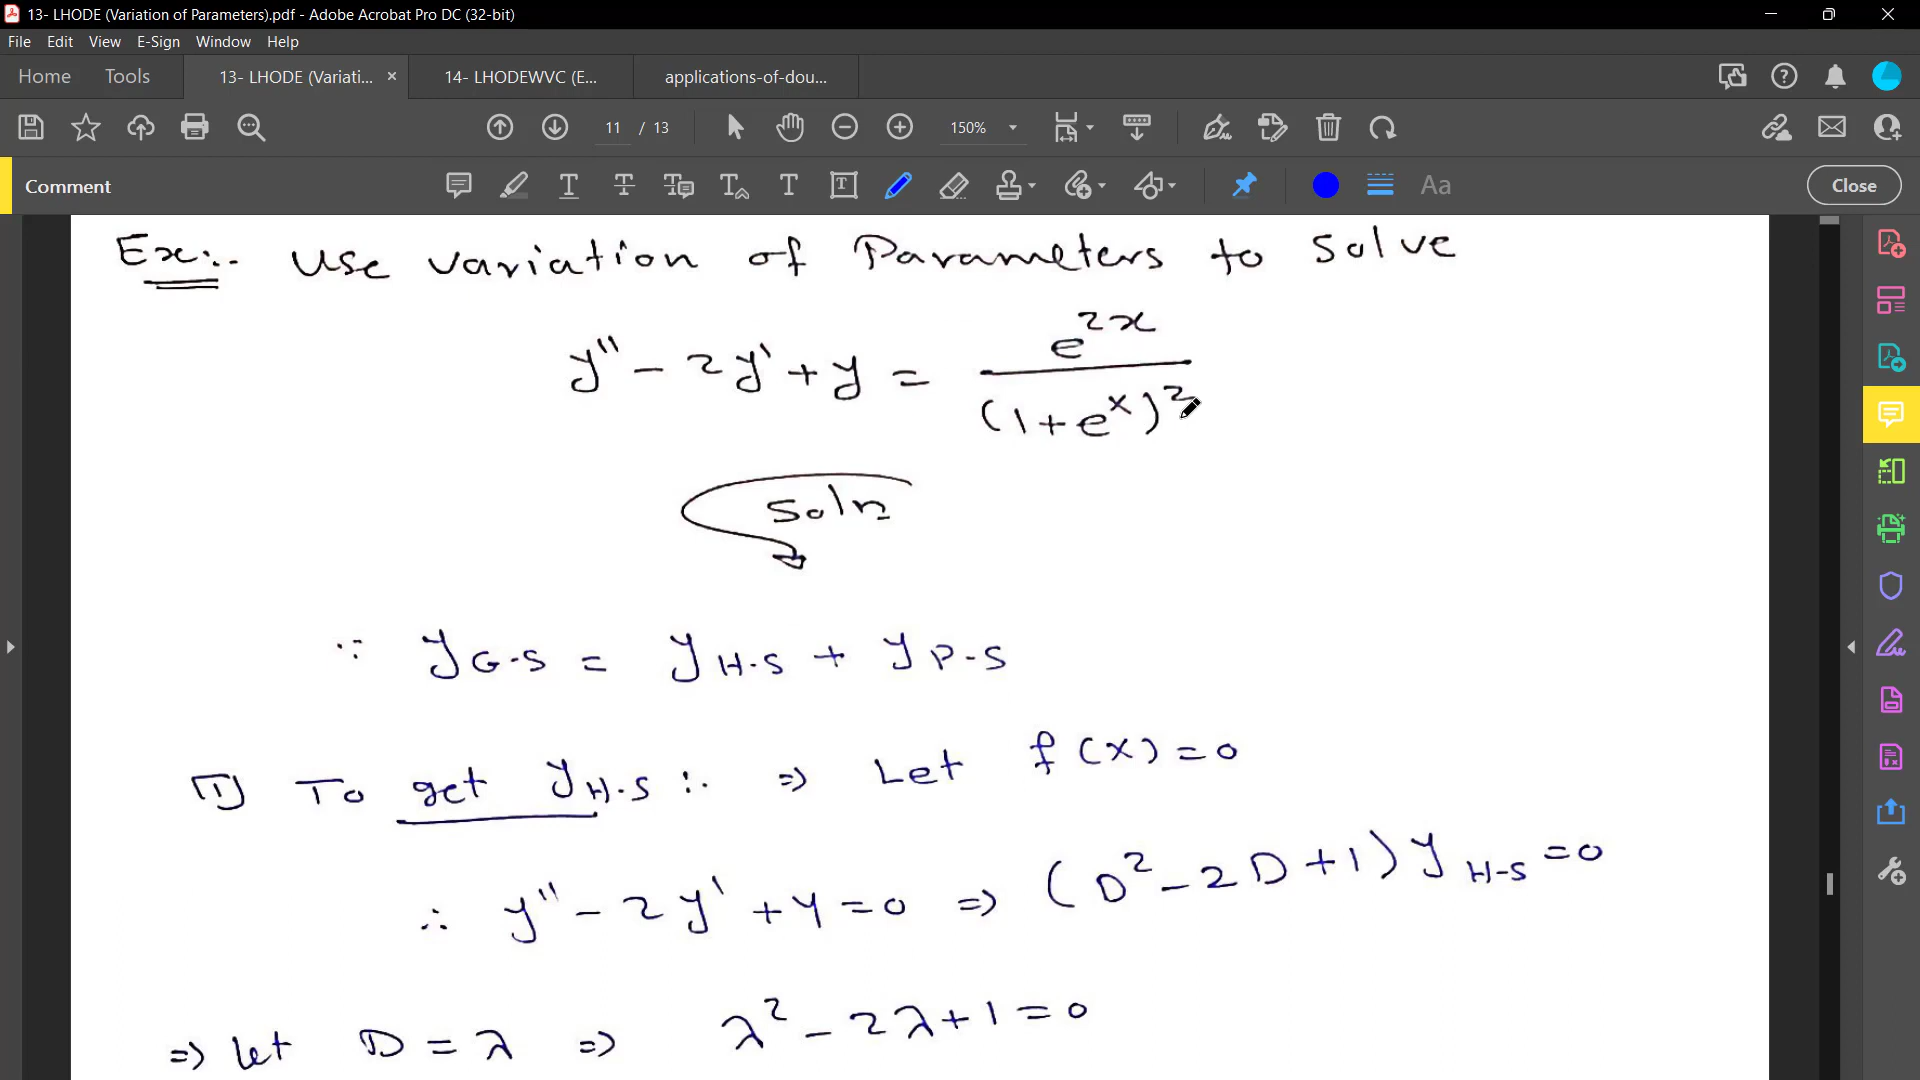 13- LHODE (Variation of Parameters).pdf - Adobe Acrobat Pro DC (32-bit)
File Edit View E-Sign Window Help
Home Tools 13- LHODE (Variati... × 14- LHODEWVC (E... applications-of-dou...
11 / 13 150%
Comment Aa Close
Ex:- Use variation of Parameters to solve
y'' - 2y' + y = e^{2x} / (1+e^x)^2
Soln
∵ y_{G.S} = y_{H.S} + y_{P.S}
[1] To get y_{H.S} :. ⇒ Let f(x) = 0
∴ y'' - 2y' + y = 0 ⇒ (D² - 2D + 1) y_{H-S} = 0
⇒ let D = λ ⇒ λ² - 2λ + 1 = 0